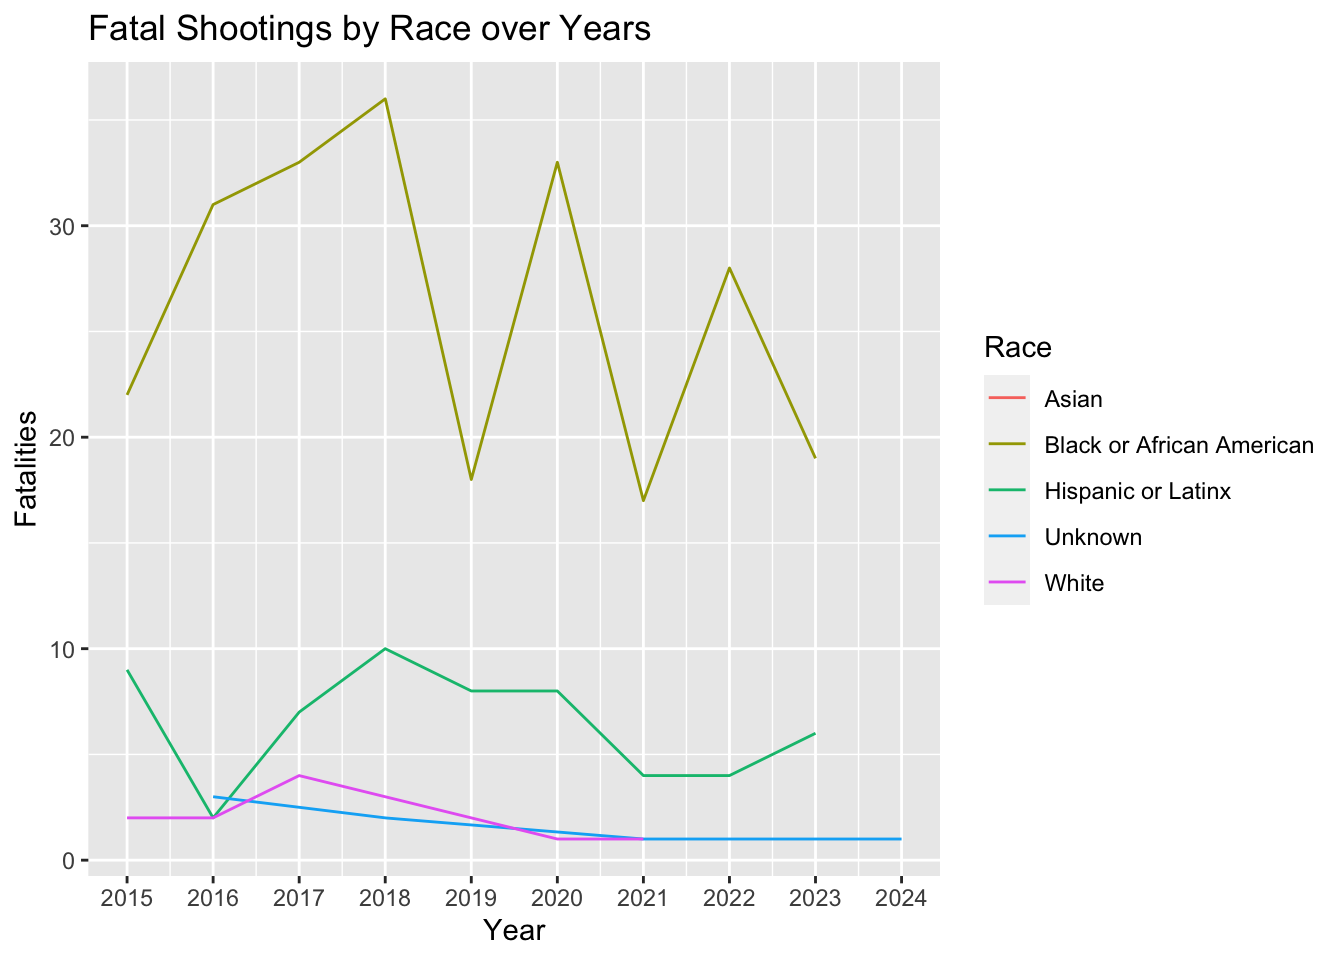 Fatal Shootings by Race over Years
Fatalities
30
20
10
0
2015 2016 2017 2018 2019 2020 2021 2022 2023 2024
Year
Race
Asian
Black or African American
Hispanic or Latinx
Unknown
White